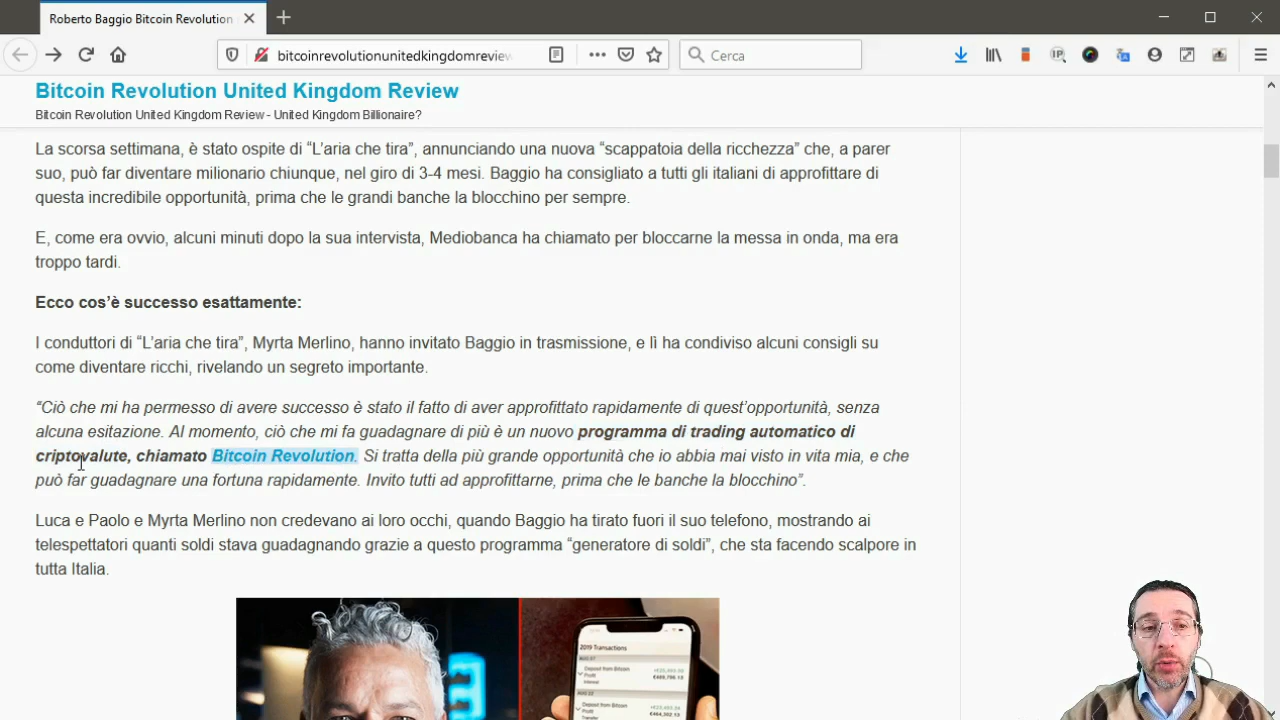 Roberto Baggio Bitcoin Revolution
bitcoinrevolutionunitedkingdomreview
Cerca
IP
Bitcoin Revolution United Kingdom Review
Bitcoin Revolution United Kingdom Review - United Kingdom Billionaire?
La scorsa settimana, è stato ospite di “L’aria che tira”, annunciando una nuova “scappatoia della ricchezza” che, a parer
suo, può far diventare milionario chiunque, nel giro di 3-4 mesi. Baggio ha consigliato a tutti gli italiani di approfittare di
questa incredibile opportunità, prima che le grandi banche la blocchino per sempre.
E, come era ovvio, alcuni minuti dopo la sua intervista, Mediobanca ha chiamato per bloccarne la messa in onda, ma era
troppo tardi.
Ecco cos’è successo esattamente:
I conduttori di “L’aria che tira”, Myrta Merlino, hanno invitato Baggio in trasmissione, e lì ha condiviso alcuni consigli su
come diventare ricchi, rivelando un segreto importante.
“Ciò che mi ha permesso di avere successo è stato il fatto di aver approfittato rapidamente di quest’opportunità, senza
alcuna esitazione. Al momento, ciò che mi fa guadagnare di più è un nuovo programma di trading automatico di
criptovalute, chiamato Bitcoin Revolution. Si tratta della più grande opportunità che io abbia mai visto in vita mia, e che
può far guadagnare una fortuna rapidamente. Invito tutti ad approfittarne, prima che le banche la blocchino”.
Luca e Paolo e Myrta Merlino non credevano ai loro occhi, quando Baggio ha tirato fuori il suo telefono, mostrando ai
telespettatori quanti soldi stava guadagnando grazie a questo programma “generatore di soldi”, che sta facendo scalpore in
tutta Italia.
2019 Transactions
Deposit from Bitcoin
Profit
Deposit from Bitcoin
Profit